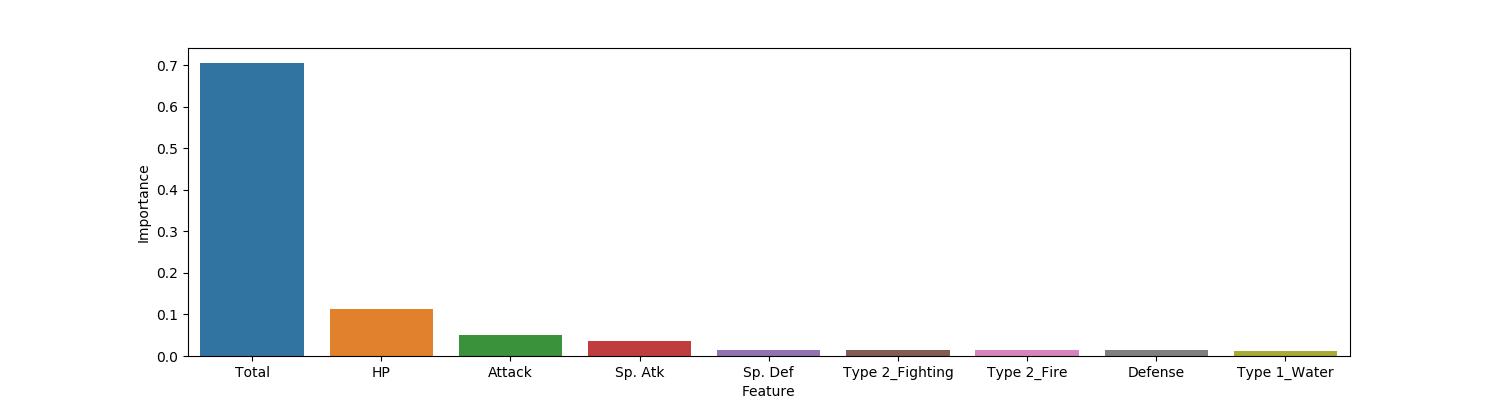 0.7
0.6
0.5
0.4
0.3
0.2
0.1
0.0
Importance
Total HP Attack Sp. Atk Sp. Def Type 2_Fighting Type 2_Fire Defense Type 1_Water
Feature